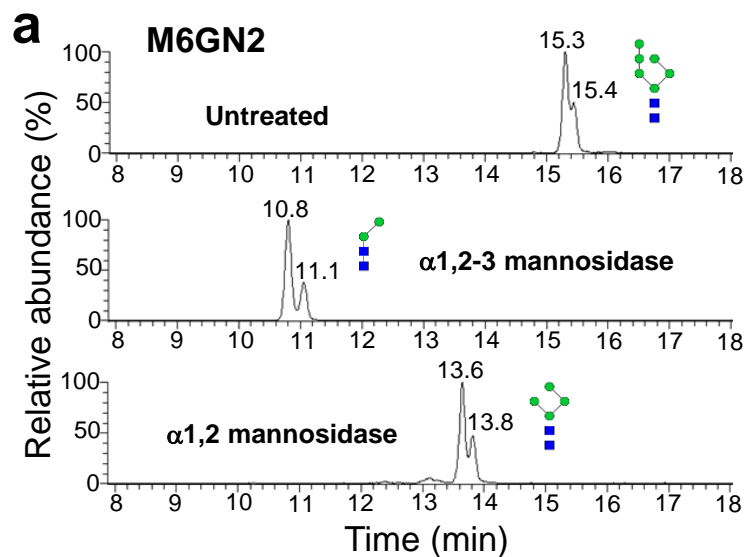 a
M6GN2
Relative abundance (%)
100
50
0
15.3
15.4
Untreated
8 9 10 11 12 13 14 15 16 17 18
100
50
0
10.8
11.1
α1,2-3 mannosidase
8 9 10 11 12 13 14 15 16 17 18
100
50
0
13.6
13.8
α1,2 mannosidase
8 9 10 11 12 13 14 15 16 17 18
Time (min)